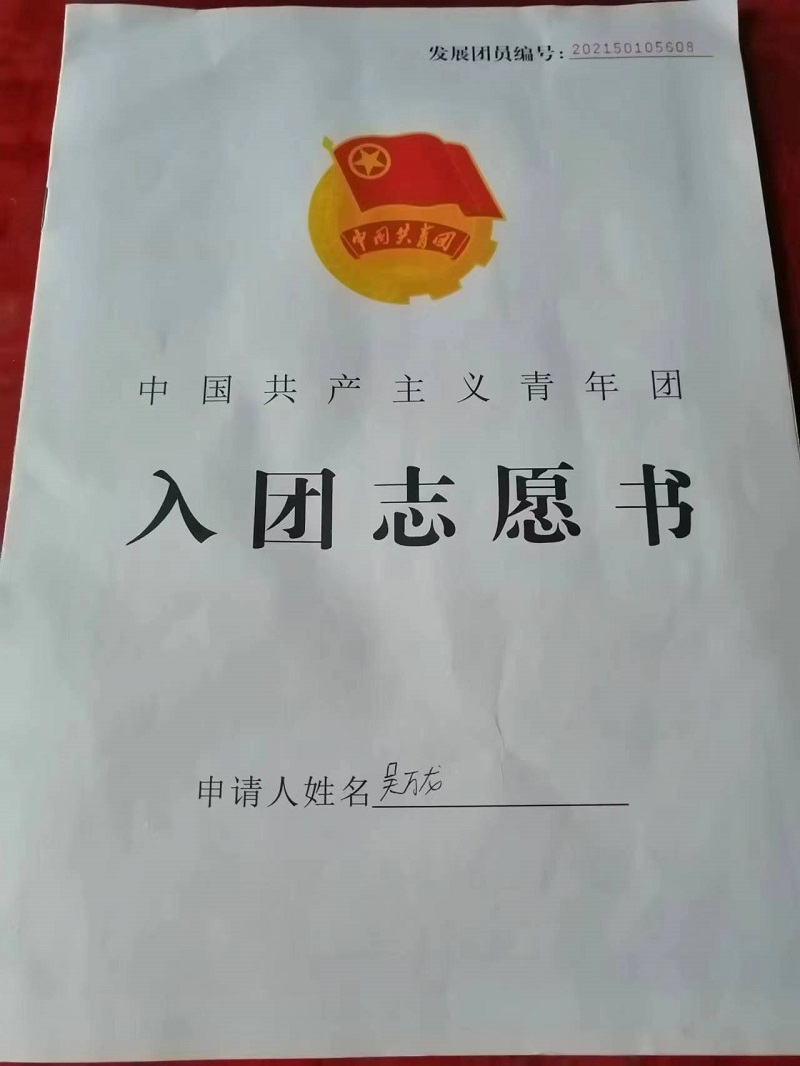 发展团员编号：202150105608
中国共青团
中国共产主义青年团
入团志愿书
申请人姓名吴万龙